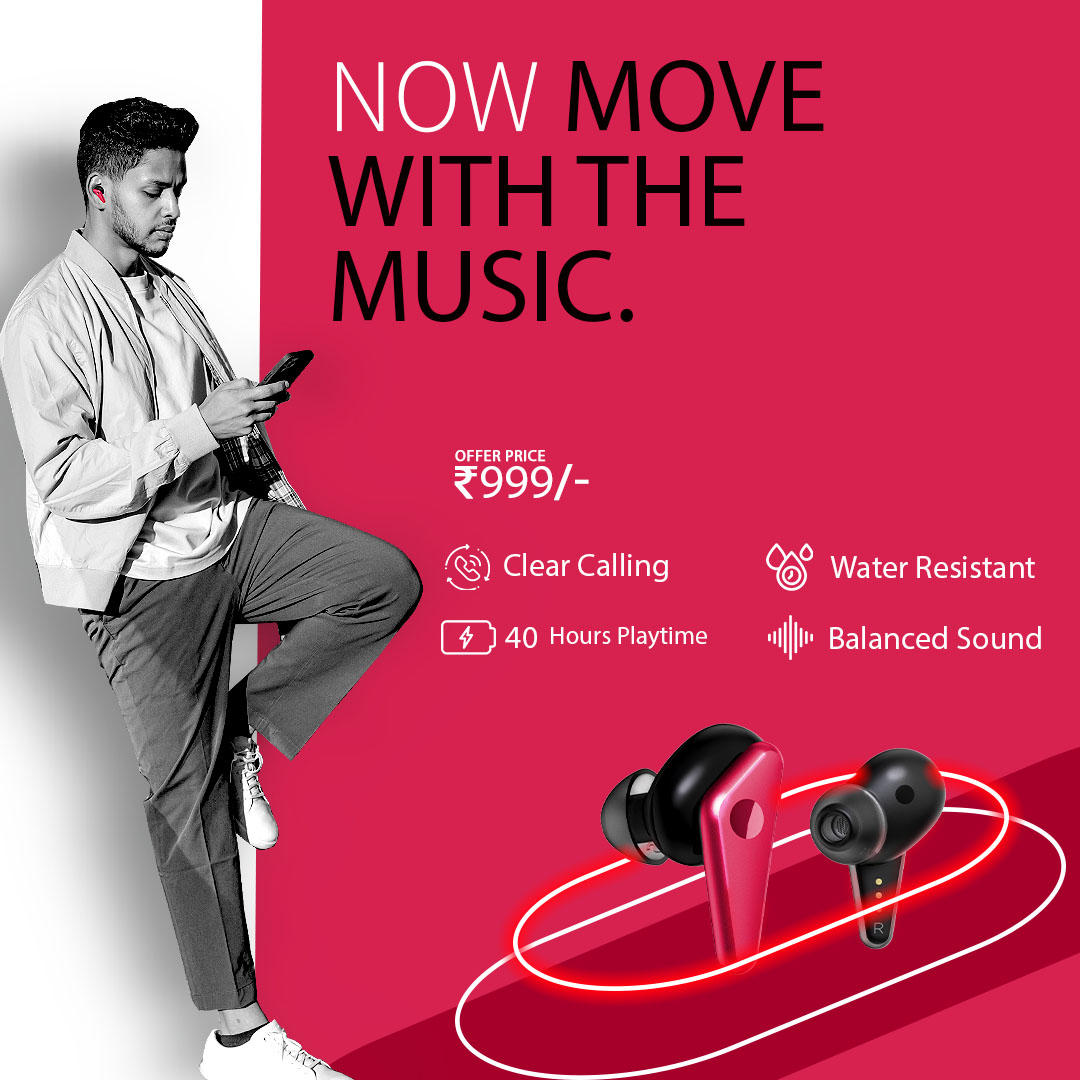 NOW MOVE
WITH THE
MUSIC.
OFFER PRICE
₹999/-
Clear Calling
Water Resistant
40 Hours Playtime
Balanced Sound
R